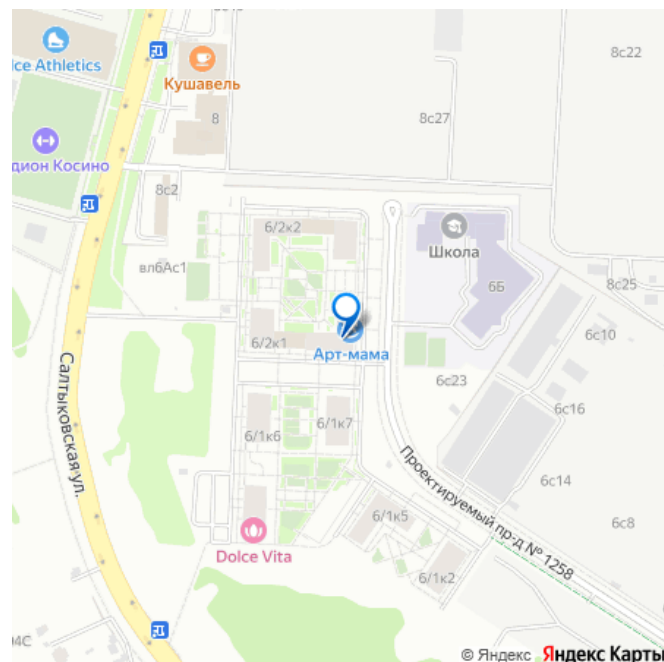 8с22
Ice Athletics
Кушавель
8
8с27
дион Косино
8с2
6/2к2
Школа
6Б
вл6Ас1
8с25
6/2к1
Арт-мама
6с10
6с23
Салтыковская ул.
6/1к6
6/1к7
6с16
Проектируемый пр-д № 1258
6с14
6/1к5
6с8
Dolce Vita
6/1к2
04С
© Яндекс Яндекс Карты